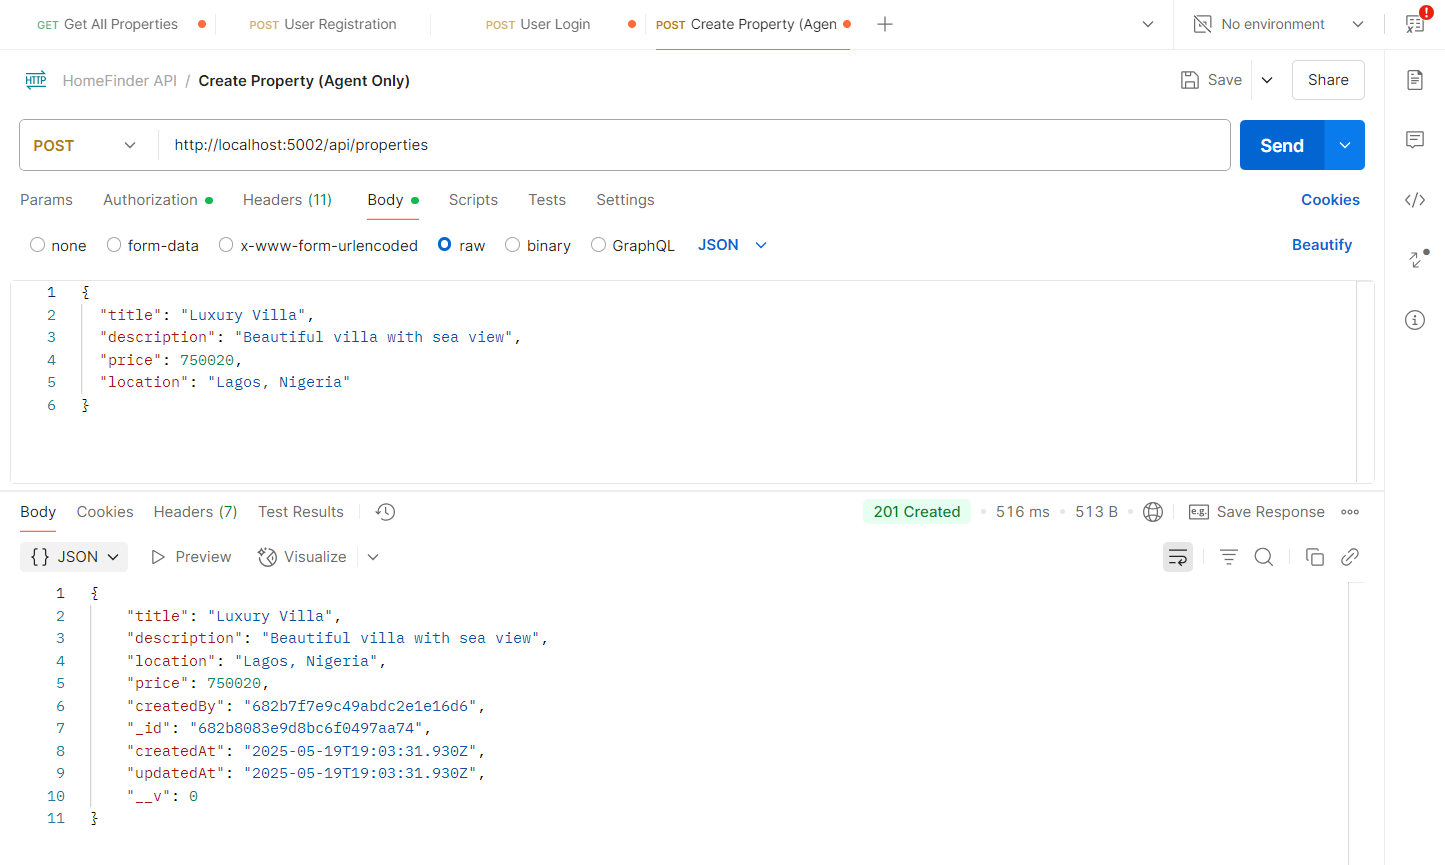 GET Get All Properties POST User Registration POST User Login POST Create Property (Agen No environment
HTTP HomeFinder API / Create Property (Agent Only) Save Share
POST http://localhost:5002/api/properties Send
Params Authorization Headers (11) Body Scripts Tests Settings Cookies
none form-data x-www-form-urlencoded raw binary GraphQL JSON Beautify
1 {
2 "title": "Luxury Villa",
3 "description": "Beautiful villa with sea view",
4 "price": 750020,
5 "location": "Lagos, Nigeria"
6 }
Body Cookies Headers (7) Test Results 201 Created 516 ms 513 B e.g. Save Response
{} JSON Preview Visualize
1 {
2 "title": "Luxury Villa",
3 "description": "Beautiful villa with sea view",
4 "location": "Lagos, Nigeria",
5 "price": 750020,
6 "createdBy": "682b7f7e9c49abdc2e1e16d6",
7 "_id": "682b8083e9d8bc6f0497aa74",
8 "createdAt": "2025-05-19T19:03:31.930Z",
9 "updatedAt": "2025-05-19T19:03:31.930Z",
10 "__v": 0
11 }